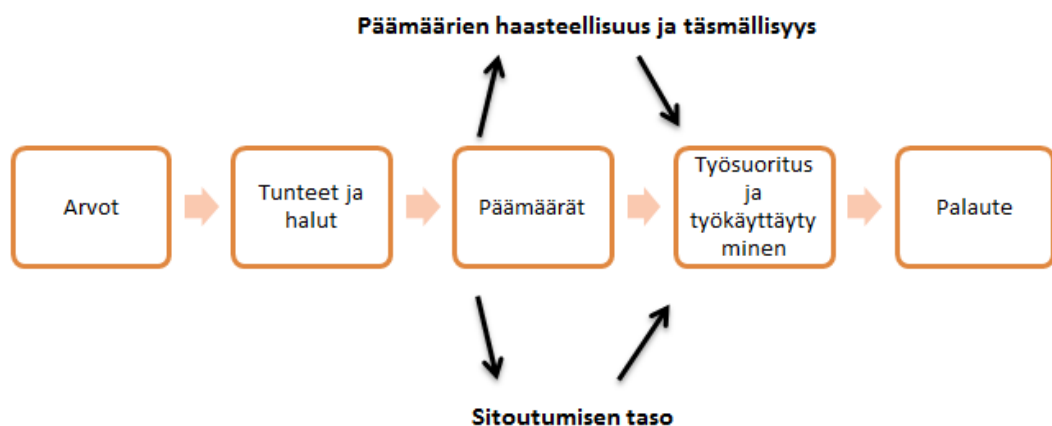 Päämäärien haasteellisuus ja täsmällisyys
Arvot
Tunteet ja
halut
Päämäärät
Työsuoritus
ja
työkäyttäyty
minen
Palaute
Sitoutumisen taso